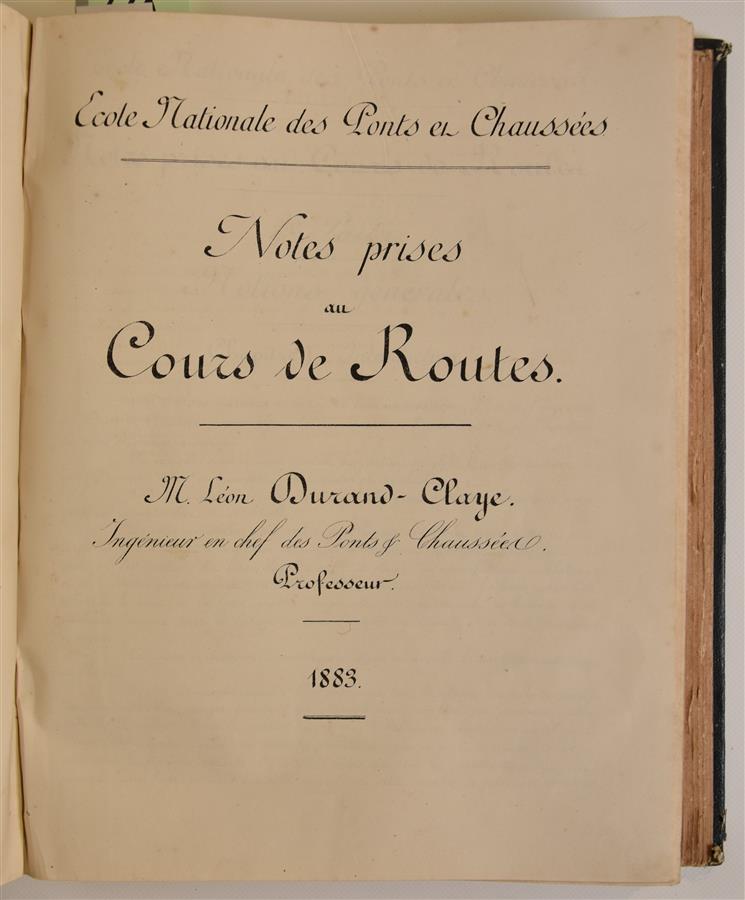 Ecole Nationale des Ponts et Chaussées
Notes prises
au
Cours de Routes.
M. Léon Durand-Claye.
Ingénieur en chef des Ponts & Chaussées.
Professeur.
1883.